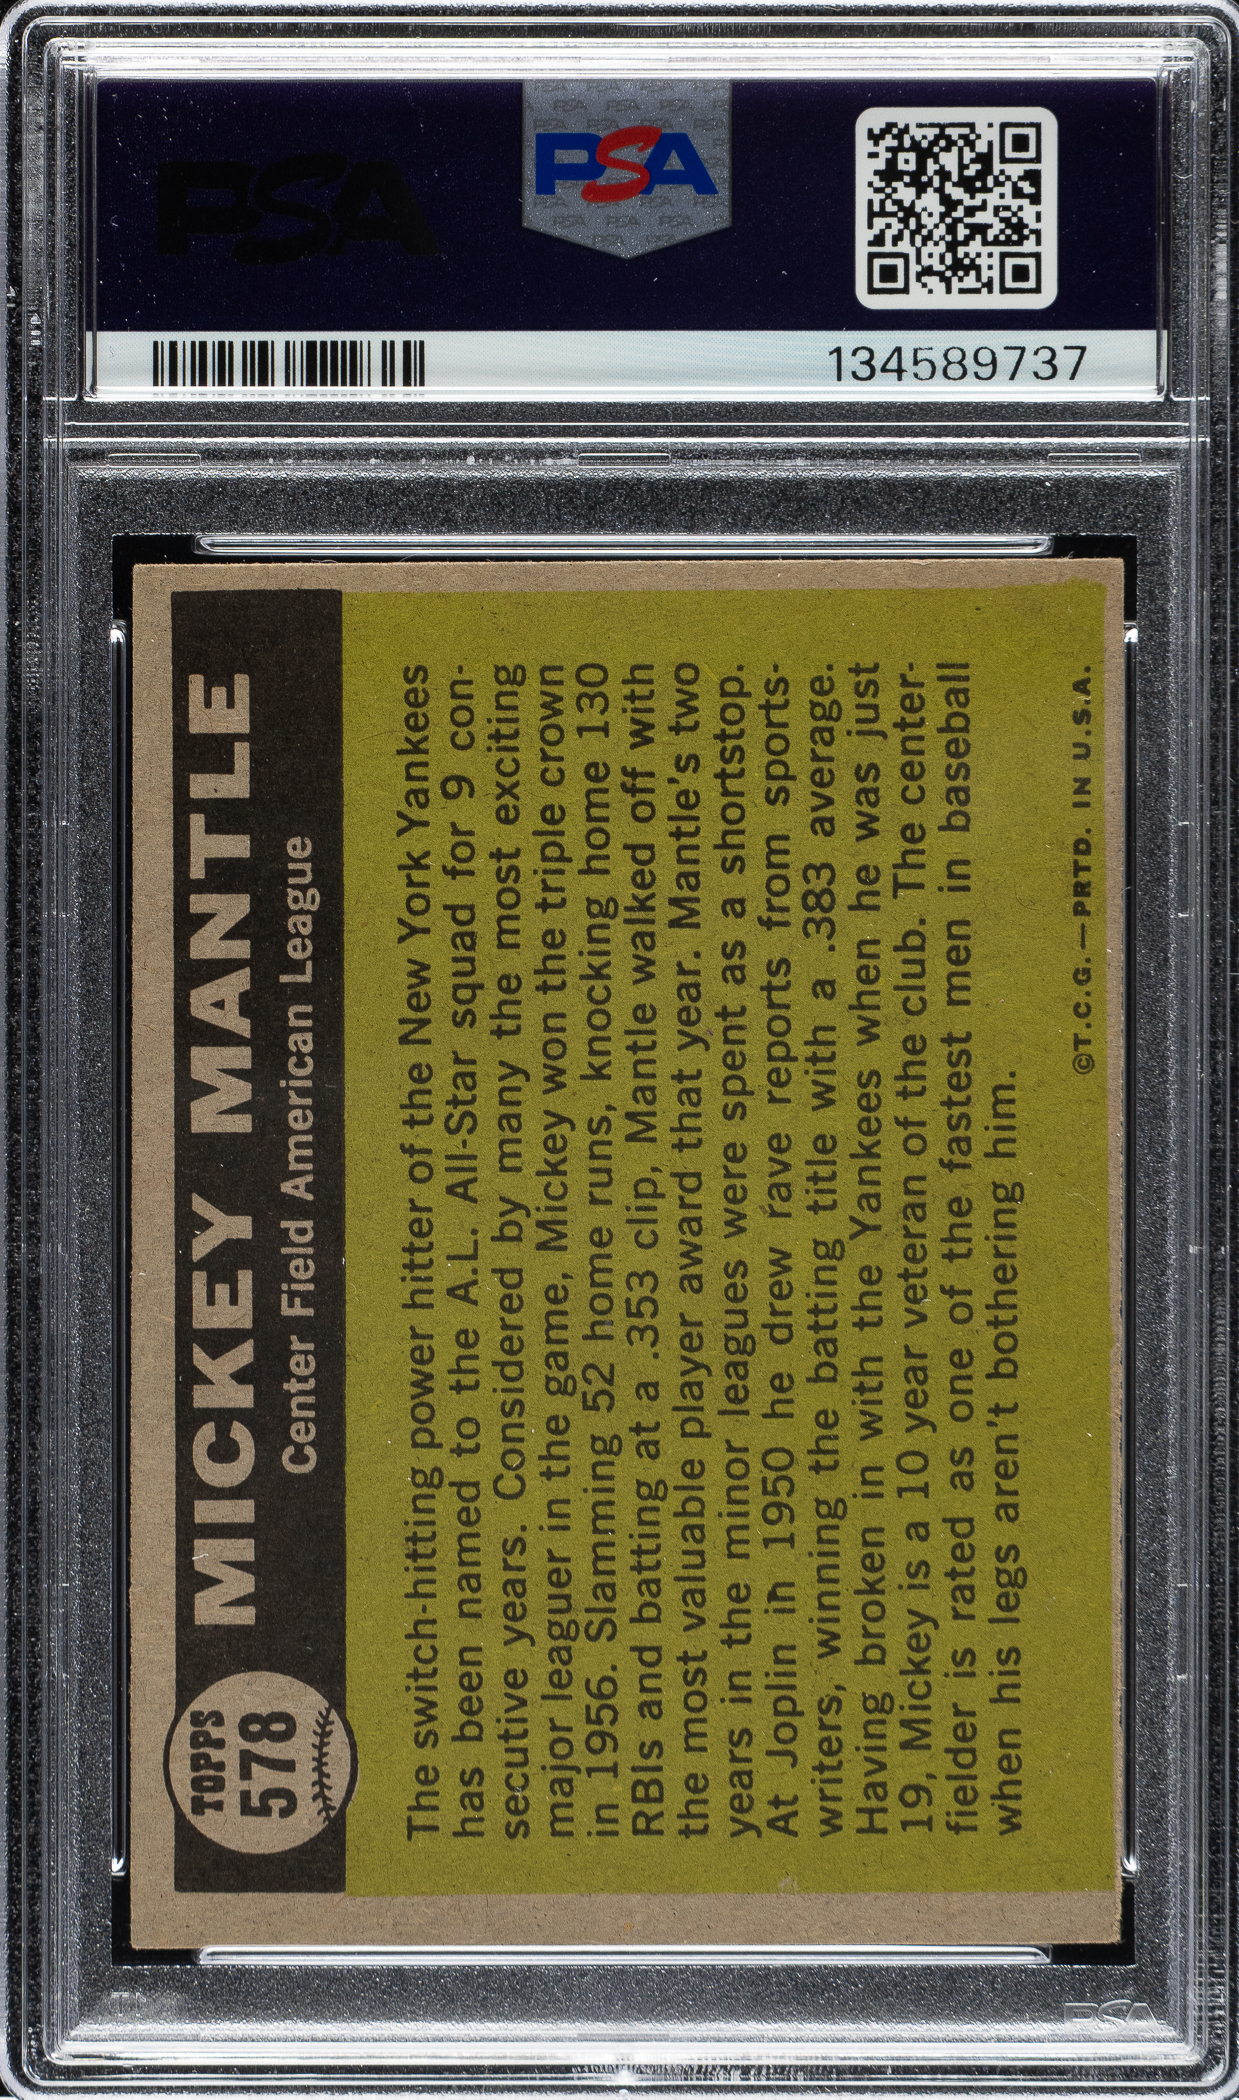 PSA
PSA
134589737
TOPPS
578
MICKEY MANTLE
Center Field American League
The switch-hitting power hitter of the New York Yankees
has been named to the A.L. All-Star squad for 9 con-
secutive years. Considered by many the most exciting
major leaguer in the game, Mickey won the triple crown
in 1956. Slamming 52 home runs, knocking home 130
RBIs and batting at a .353 clip, Mantle walked off with
the most valuable player award that year. Mantle's two
years in the minor leagues were spent as a shortstop.
At Joplin in 1950 he drew rave reports from sports-
writers, winning the batting title with a .383 average.
Having broken in with the Yankees when he was just
19, Mickey is a 10 year veteran of the club. The center-
fielder is rated as one of the fastest men in baseball
when his legs aren't bothering him.
©T.C.G.—PRTD. IN U.S.A.
PSA